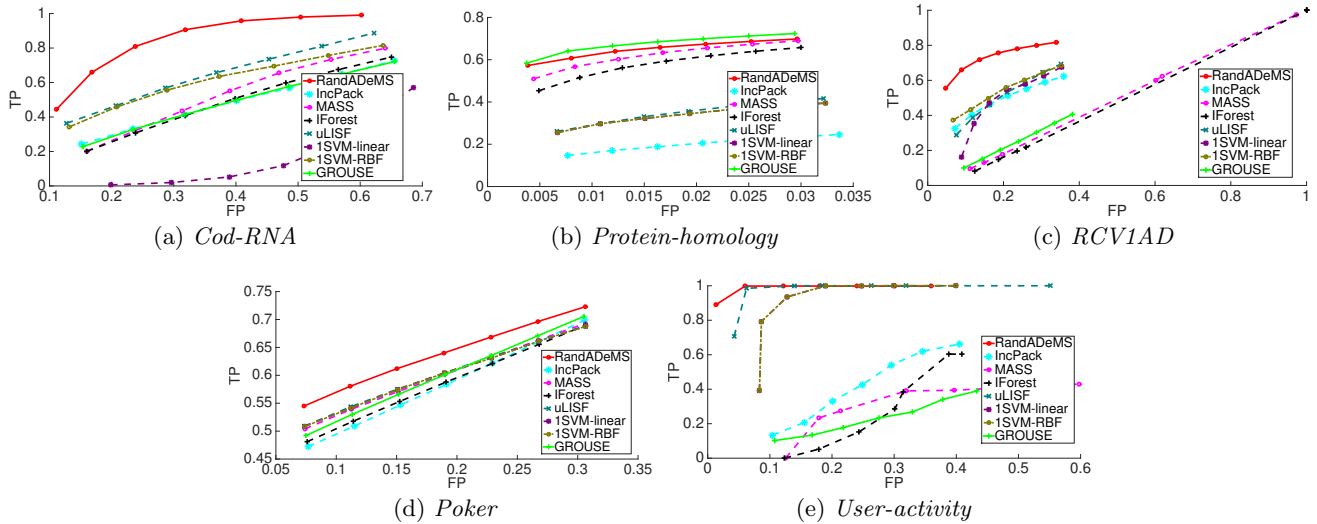 1
0.8
0.6
0.4
0.2
0
TP
0.1 0.2 0.3 0.4 0.5 0.6 0.7
FP
RandADeMS
IncPack
MASS
IForest
uLISF
1SVM-linear
1SVM-RBF
GROUSE
(a) Cod-RNA
0.8
0.6
0.4
0.2
0
TP
0 0.005 0.01 0.015 0.02 0.025 0.03 0.035
FP
RandADeMS
IncPack
MASS
IForest
uLISF
1SVM-linear
1SVM-RBF
GROUSE
(b) Protein-homology
1
0.8
0.6
0.4
0.2
0
TP
0 0.2 0.4 0.6 0.8 1
FP
RandADeMS
IncPack
MASS
IForest
uLISF
1SVM-linear
1SVM-RBF
GROUSE
(c) RCV1AD
0.75
0.7
0.65
0.6
0.55
0.5
0.45
TP
0.05 0.1 0.15 0.2 0.25 0.3 0.35
FP
RandADeMS
IncPack
MASS
IForest
uLISF
1SVM-linear
1SVM-RBF
GROUSE
(d) Poker
1
0.8
0.6
0.4
0.2
0
TP
0 0.1 0.2 0.3 0.4 0.5 0.6
FP
RandADeMS
IncPack
MASS
IForest
uLISF
1SVM-linear
1SVM-RBF
GROUSE
(e) User-activity